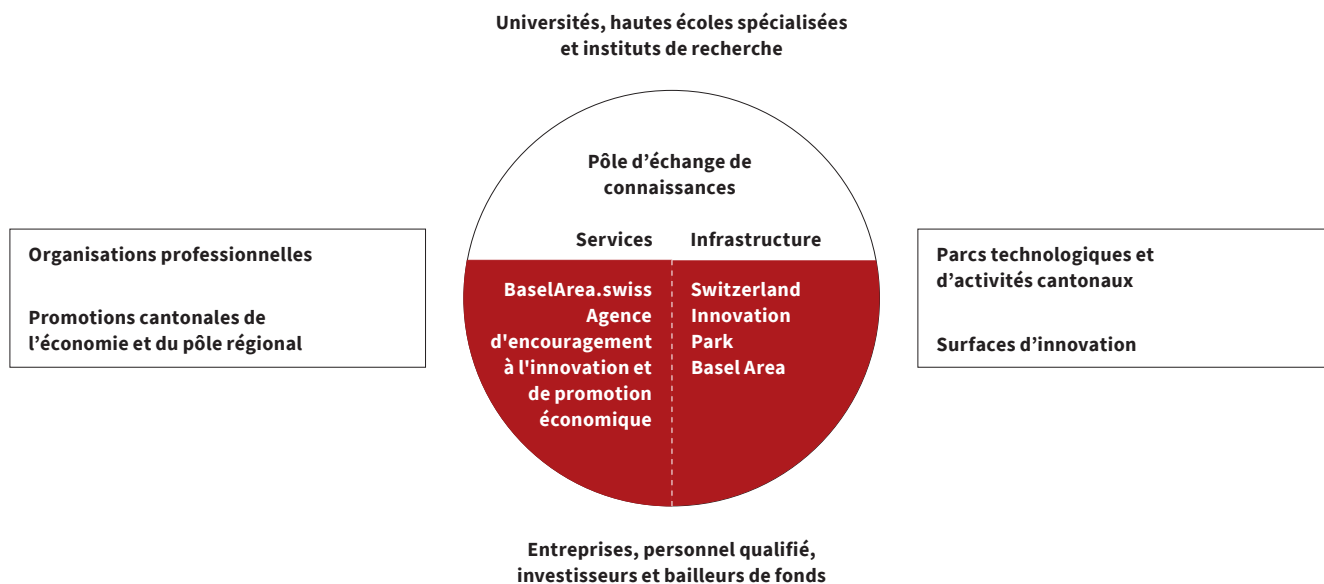 Universités, hautes écoles spécialisées
et instituts de recherche
Pôle d’échange de
connaissances
Services
Infrastructure
Organisations professionnelles
Promotions cantonales de
l’économie et du pôle régional
BaselArea.swiss
Agence
d'encouragement
à l'innovation et
de promotion
économique
Switzerland
Innovation
Park
Basel Area
Parcs technologiques et
d’activités cantonaux
Surfaces d’innovation
Entreprises, personnel qualifié,
investisseurs et bailleurs de fonds